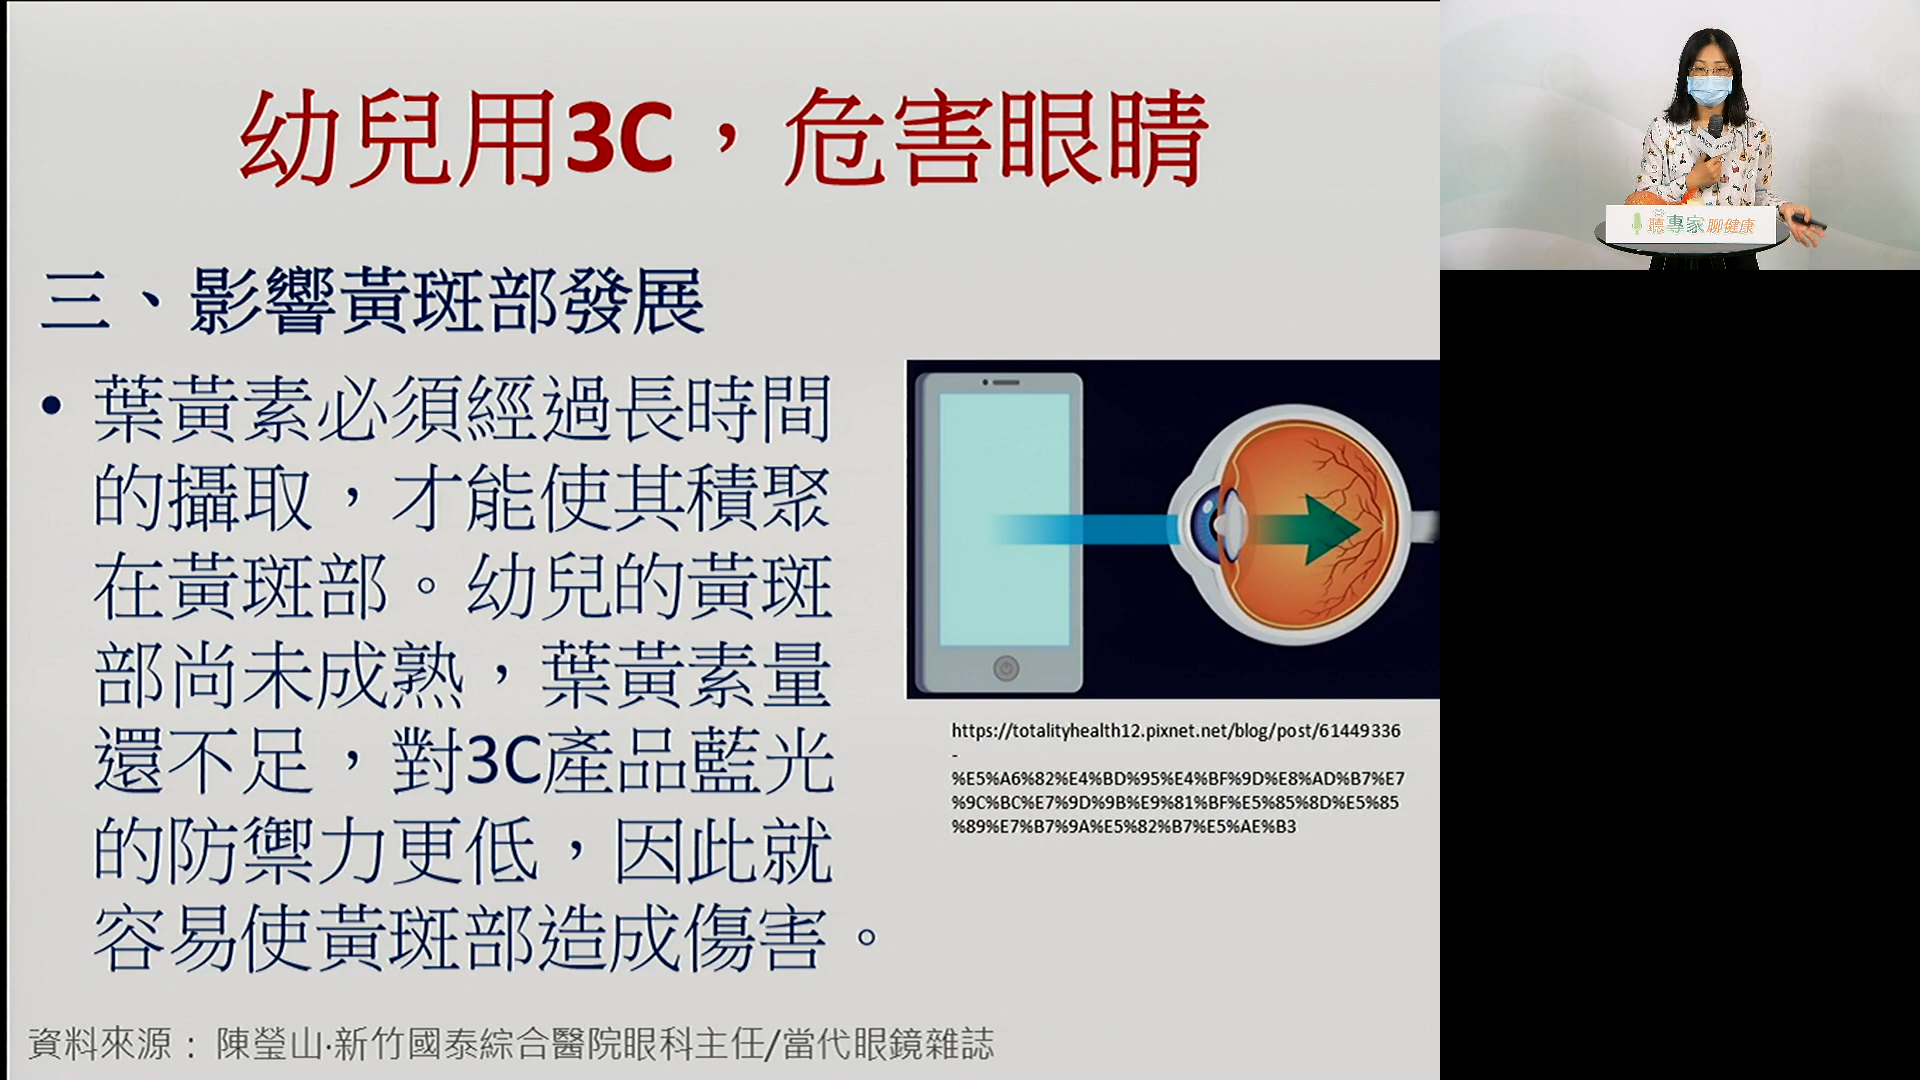 幼兒用3C，危害眼睛
三、影響黃斑部發展
• 葉黃素必須經過長時間
的攝取，才能使其積聚
在黃斑部。幼兒的黃斑
部尚未成熟，葉黃素量
還不足，對3C產品藍光
的防禦力更低，因此就
容易使黃斑部造成傷害。
https://totalityhealth12.pixnet.net/blog/post/61449336
-
%E5%A6%82%E4%BD%95%E4%BF%9D%E8%AD%B7%E7
%9C%BC%E7%9D%9B%E9%81%BF%E5%85%8D%E5%85
%89%E7%B7%9A%E5%82%B7%E5%AE%B3
資料來源： 陳瑩山‧新竹國泰綜合醫院眼科主任/當代眼鏡雜誌
聽專家聊健康